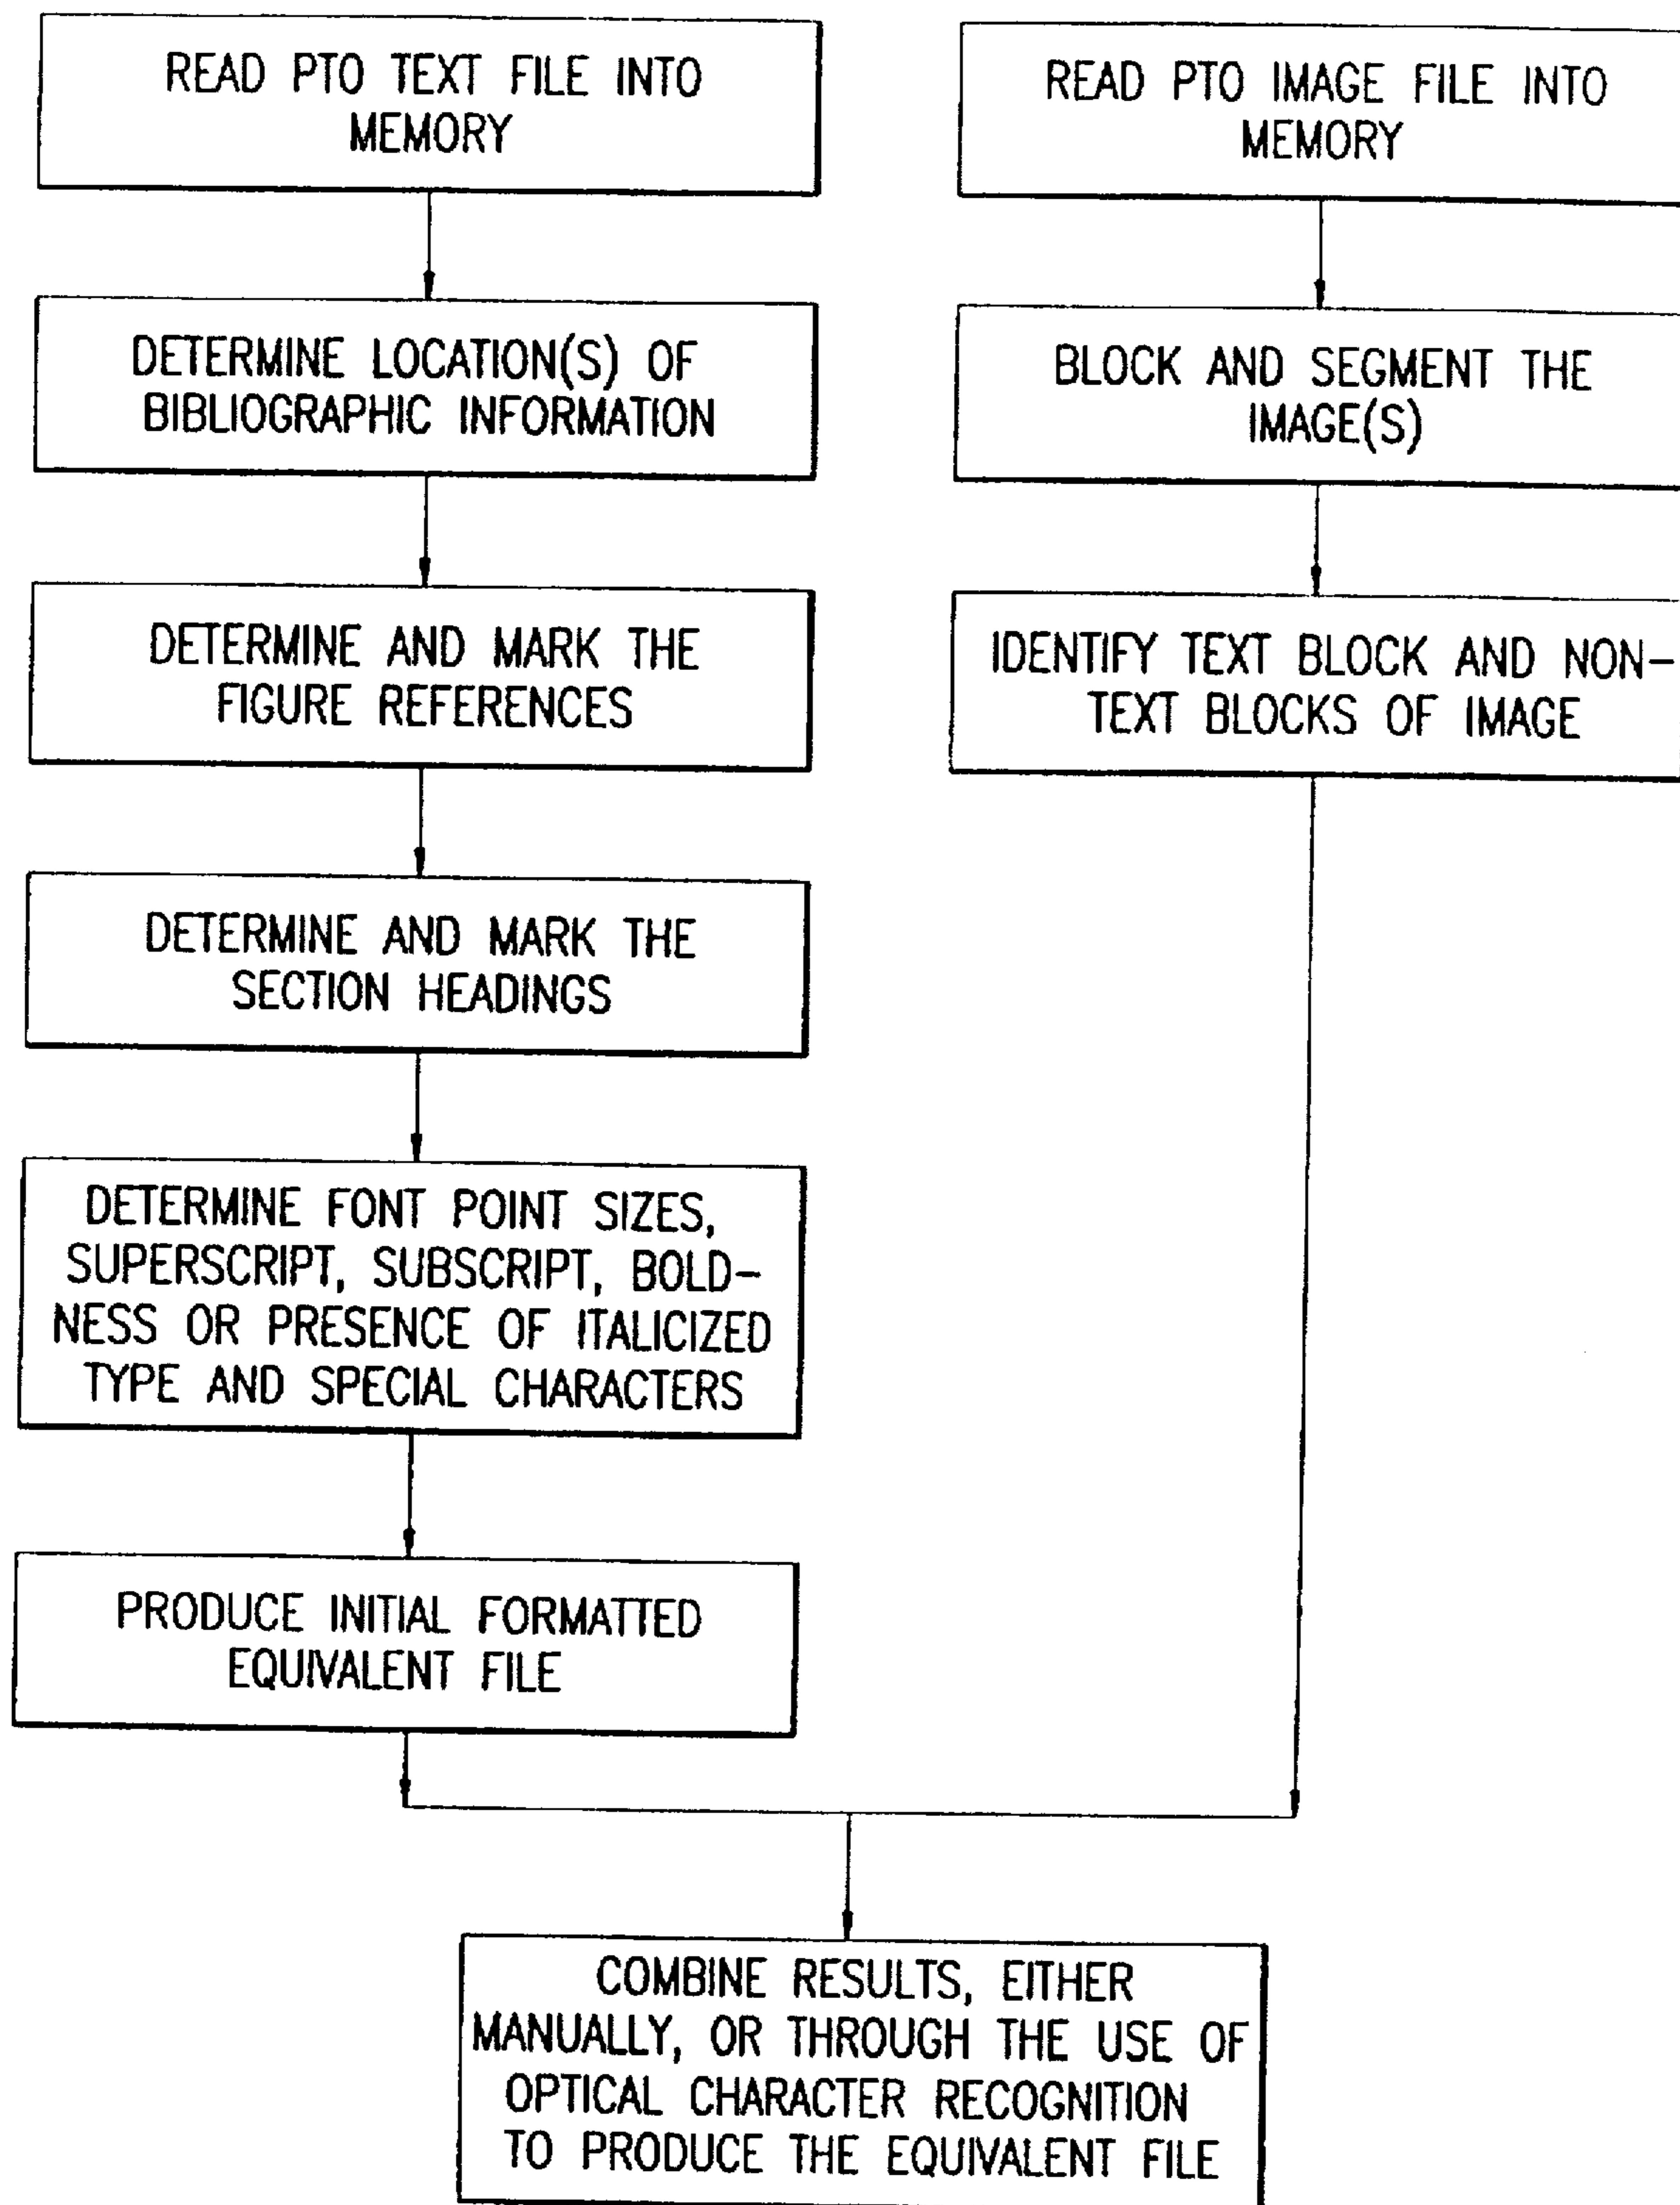 READ PTO TEXT FILE INTO
MEMORY
DETERMINE LOCATION(S) OF
BIBLIOGRAPHIC INFORMATION
DETERMINE AND MARK THE
FIGURE REFERENCES
DETERMINE AND MARK THE
SECTION HEADINGS
DETERMINE FONT POINT SIZES,
SUPERSCRIPT, SUBSCRIPT, BOLD-
NESS OR PRESENCE OF ITALICIZED
TYPE AND SPECIAL CHARACTERS
PRODUCE INITIAL FORMATTED
EQUIVALENT FILE
READ PTO IMAGE FILE INTO
MEMORY
BLOCK AND SEGMENT THE
IMAGE(S)
IDENTIFY TEXT BLOCK AND NON-
TEXT BLOCKS OF IMAGE
COMBINE RESULTS, EITHER
MANUALLY, OR THROUGH THE USE OF
OPTICAL CHARACTER RECOGNITION
TO PRODUCE THE EQUIVALENT FILE